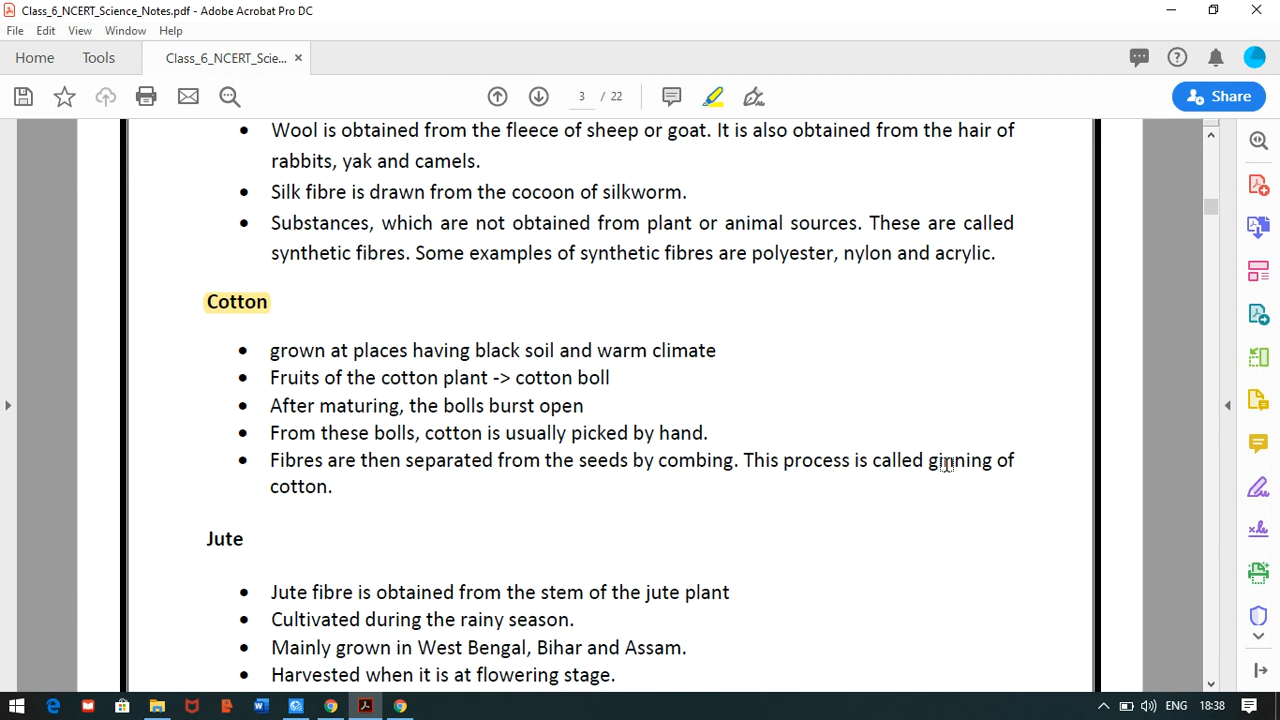 Class_6_NCERT_Science_Notes.pdf - Adobe Acrobat Pro DC
File Edit View Window Help
Home Tools Class_6_NCERT_Scie... ×
3 / 22 Share
• Wool is obtained from the fleece of sheep or goat. It is also obtained from the hair of
rabbits, yak and camels.
• Silk fibre is drawn from the cocoon of silkworm.
• Substances, which are not obtained from plant or animal sources. These are called
synthetic fibres. Some examples of synthetic fibres are polyester, nylon and acrylic.
Cotton
• grown at places having black soil and warm climate
• Fruits of the cotton plant -> cotton boll
• After maturing, the bolls burst open
• From these bolls, cotton is usually picked by hand.
• Fibres are then separated from the seeds by combing. This process is called ginning of
cotton.
Jute
• Jute fibre is obtained from the stem of the jute plant
• Cultivated during the rainy season.
• Mainly grown in West Bengal, Bihar and Assam.
• Harvested when it is at flowering stage.
ENG 18:38